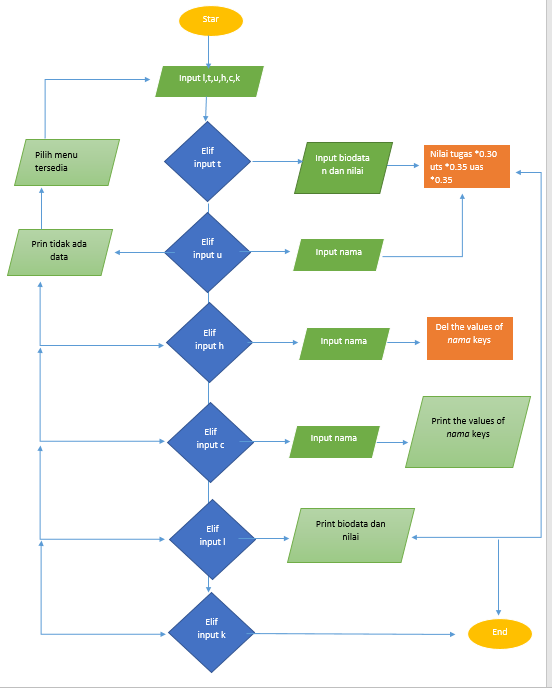 Star
Input l,t,u,h,c,k
Pilih menu
tersedia
Elif
input t
Input biodata
n dan nilai
Nilai tugas *0.30
uts *0.35 uas
*0.35
Prin tidak ada
data
Elif
input u
Input nama
Elif
input h
Input nama
Del the values of
nama keys
Elif
input c
Input nama
Print the values of
nama keys
Elif
input l
Print biodata dan
nilai
Elif
input k
End